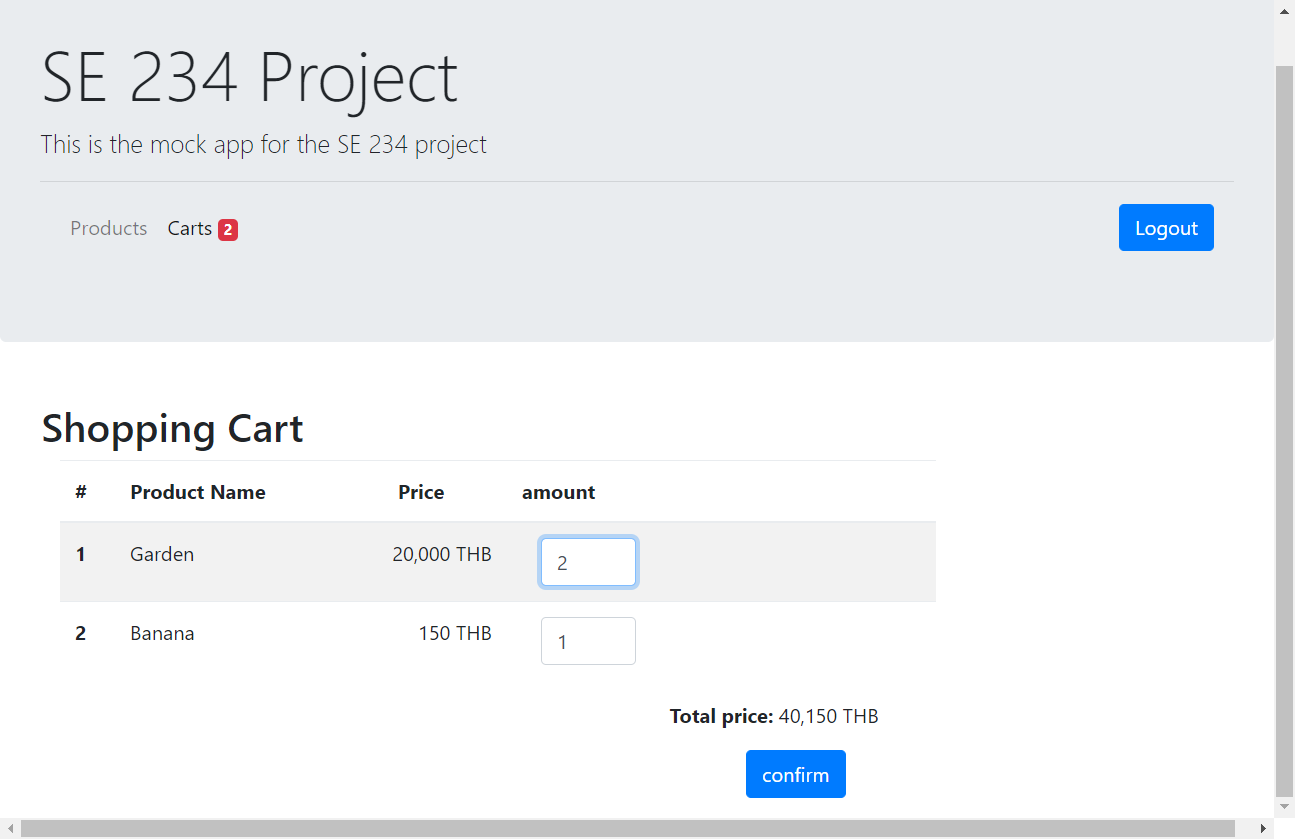 SE 234 Project
This is the mock app for the SE 234 project
Products Carts 2 Logout
Shopping Cart
# Product Name Price amount
1 Garden 20,000 THB 2
2 Banana 150 THB 1
Total price: 40,150 THB
confirm